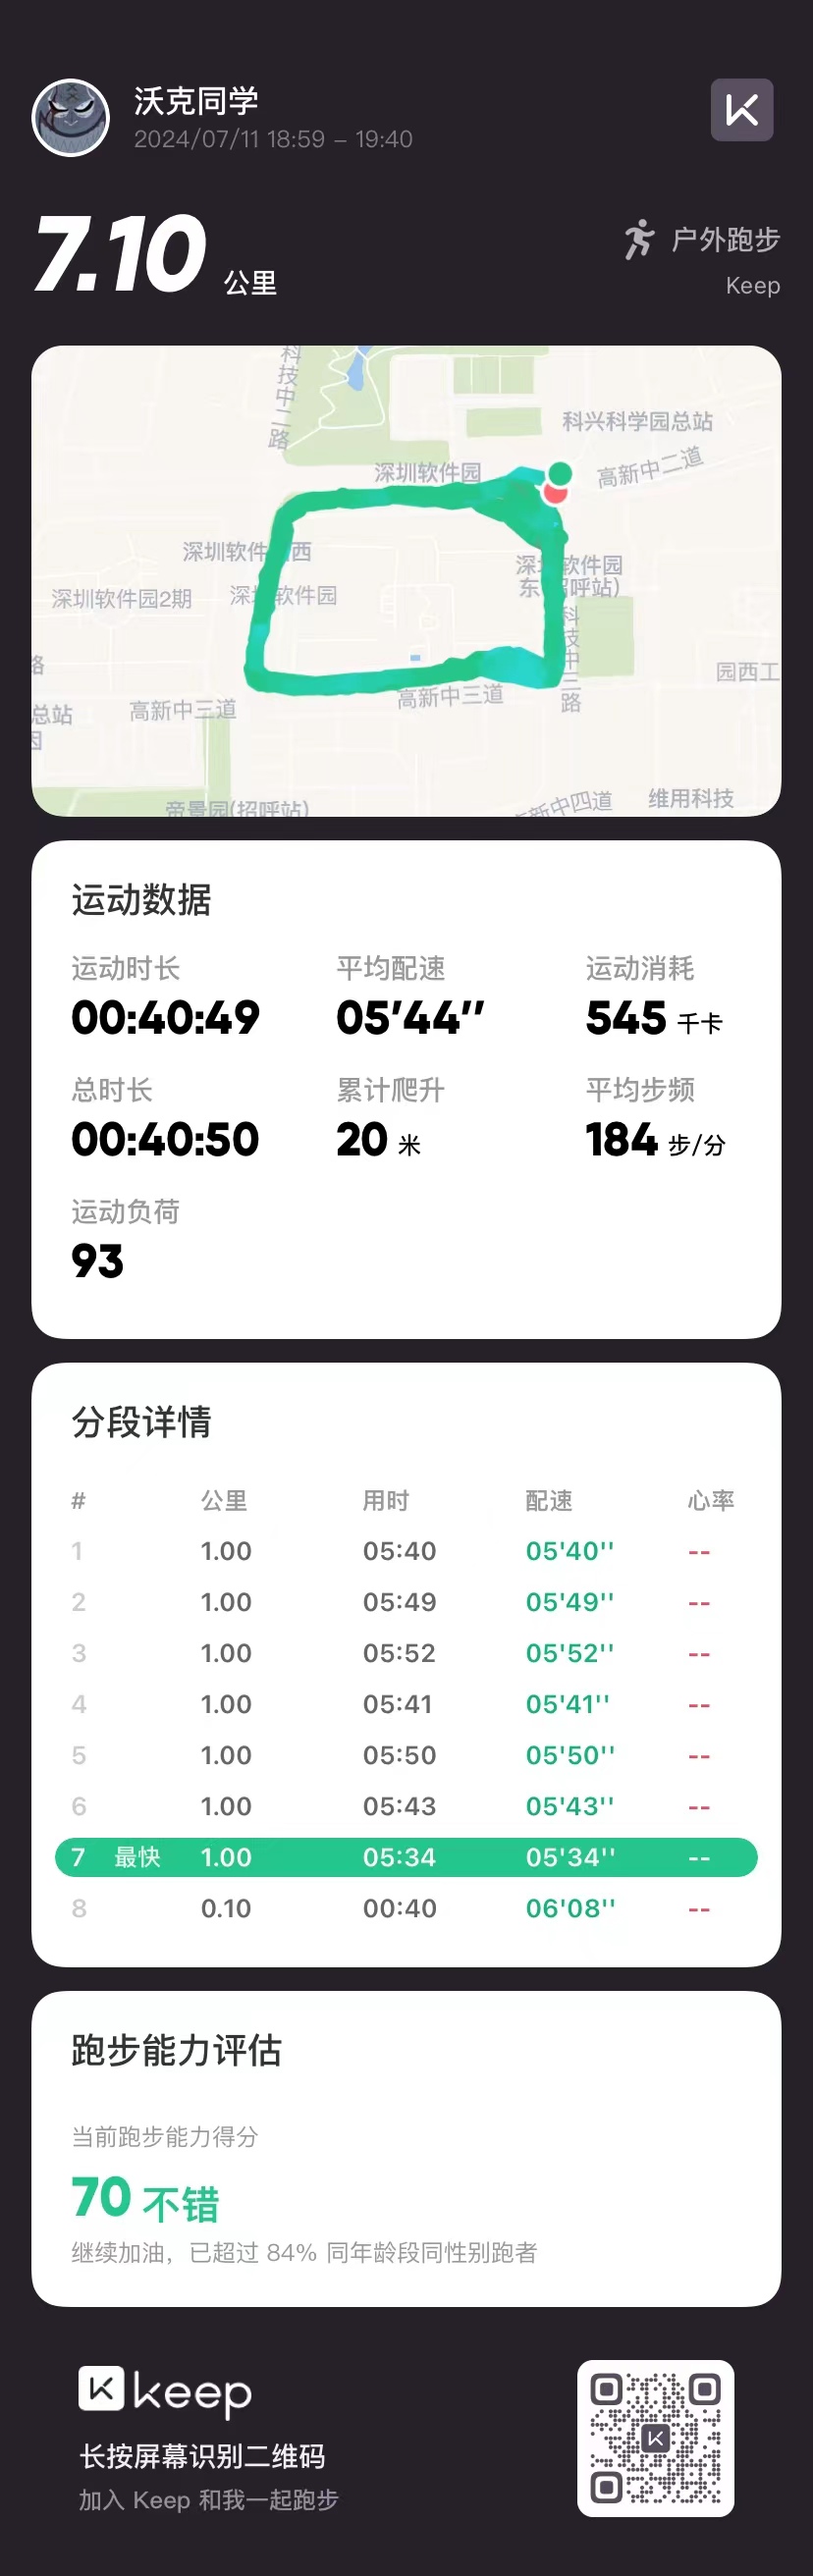 沃克同学
2024/07/11 18:59 – 19:40
7.10 公里
户外跑步
Keep
科技中二路
科兴科学园总站
深圳软件园
高新中二道
深圳软件 西
深 软件园
深圳软件园2期
深圳 软件园
东 招呼站)
科技中三路
路
园西工
总站
高新中三道
高新中三道
帝景园(招呼站)
高新中四道
维用科技
运动数据
运动时长 平均配速 运动消耗
00:40:49 05’44’’ 545 千卡
总时长 累计爬升 平均步频
00:40:50 20 米 184 步/分
运动负荷
93
分段详情
# 公里 用时 配速 心率
1 1.00 05:40 05'40'' --
2 1.00 05:49 05'49'' --
3 1.00 05:52 05'52'' --
4 1.00 05:41 05'41'' --
5 1.00 05:50 05'50'' --
6 1.00 05:43 05'43'' --
7 最快 1.00 05:34 05'34'' --
8 0.10 00:40 06'08'' --
跑步能力评估
当前跑步能力得分
70 不错
继续加油，已超过 84% 同年龄段同性别跑者
keep
长按屏幕识别二维码
加入 Keep 和我一起跑步